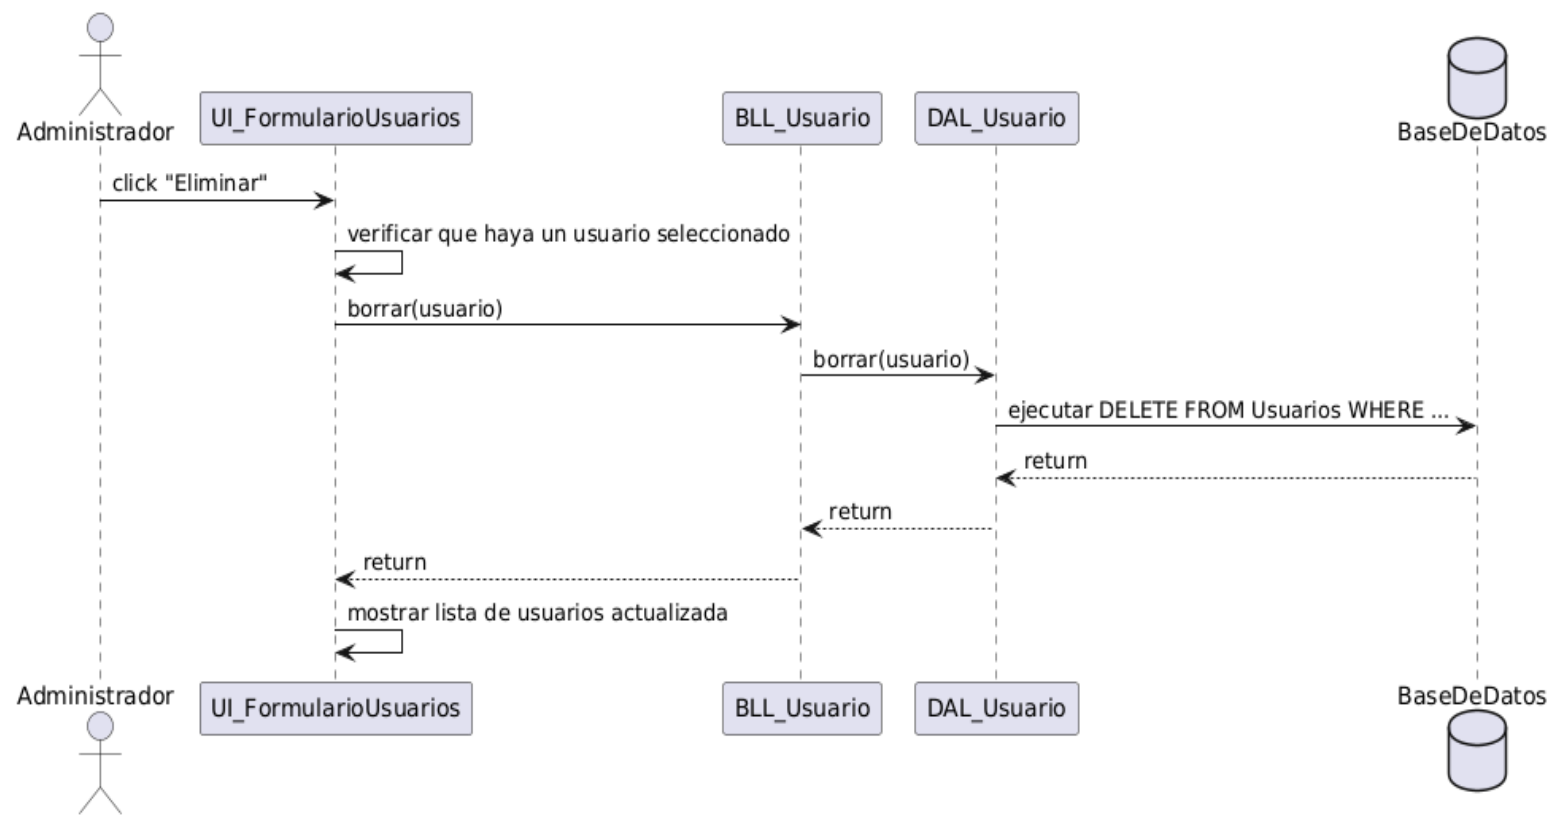 Administrador
UI_FormularioUsuarios
BLL_Usuario
DAL_Usuario
BaseDeDatos
click "Eliminar"
verificar que haya un usuario seleccionado
borrar(usuario)
borrar(usuario)
ejecutar DELETE FROM Usuarios WHERE ...
return
return
return
mostrar lista de usuarios actualizada
Administrador
UI_FormularioUsuarios
BLL_Usuario
DAL_Usuario
BaseDeDatos